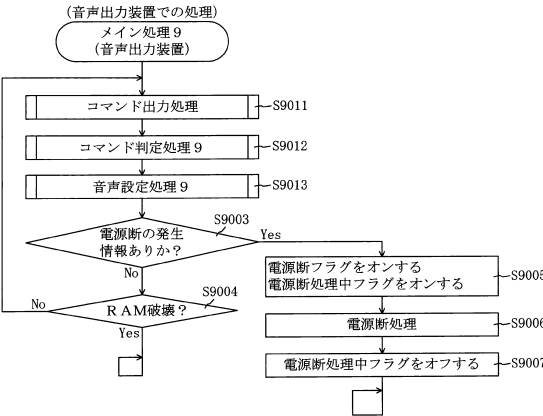 (音声出力装置での処理)
メイン処理9
(音声出力装置)
コマンド出力処理
S9011
コマンド判定処理9
S9012
音声設定処理9
S9013
電源断の発生
情報ありか?
S9003
Yes
No
電源断フラグをオンする
電源断処理中フラグをオンする
S9005
RAM破壊?
S9004
No
Yes
電源断処理
S9006
電源断処理中フラグをオフする
S9007